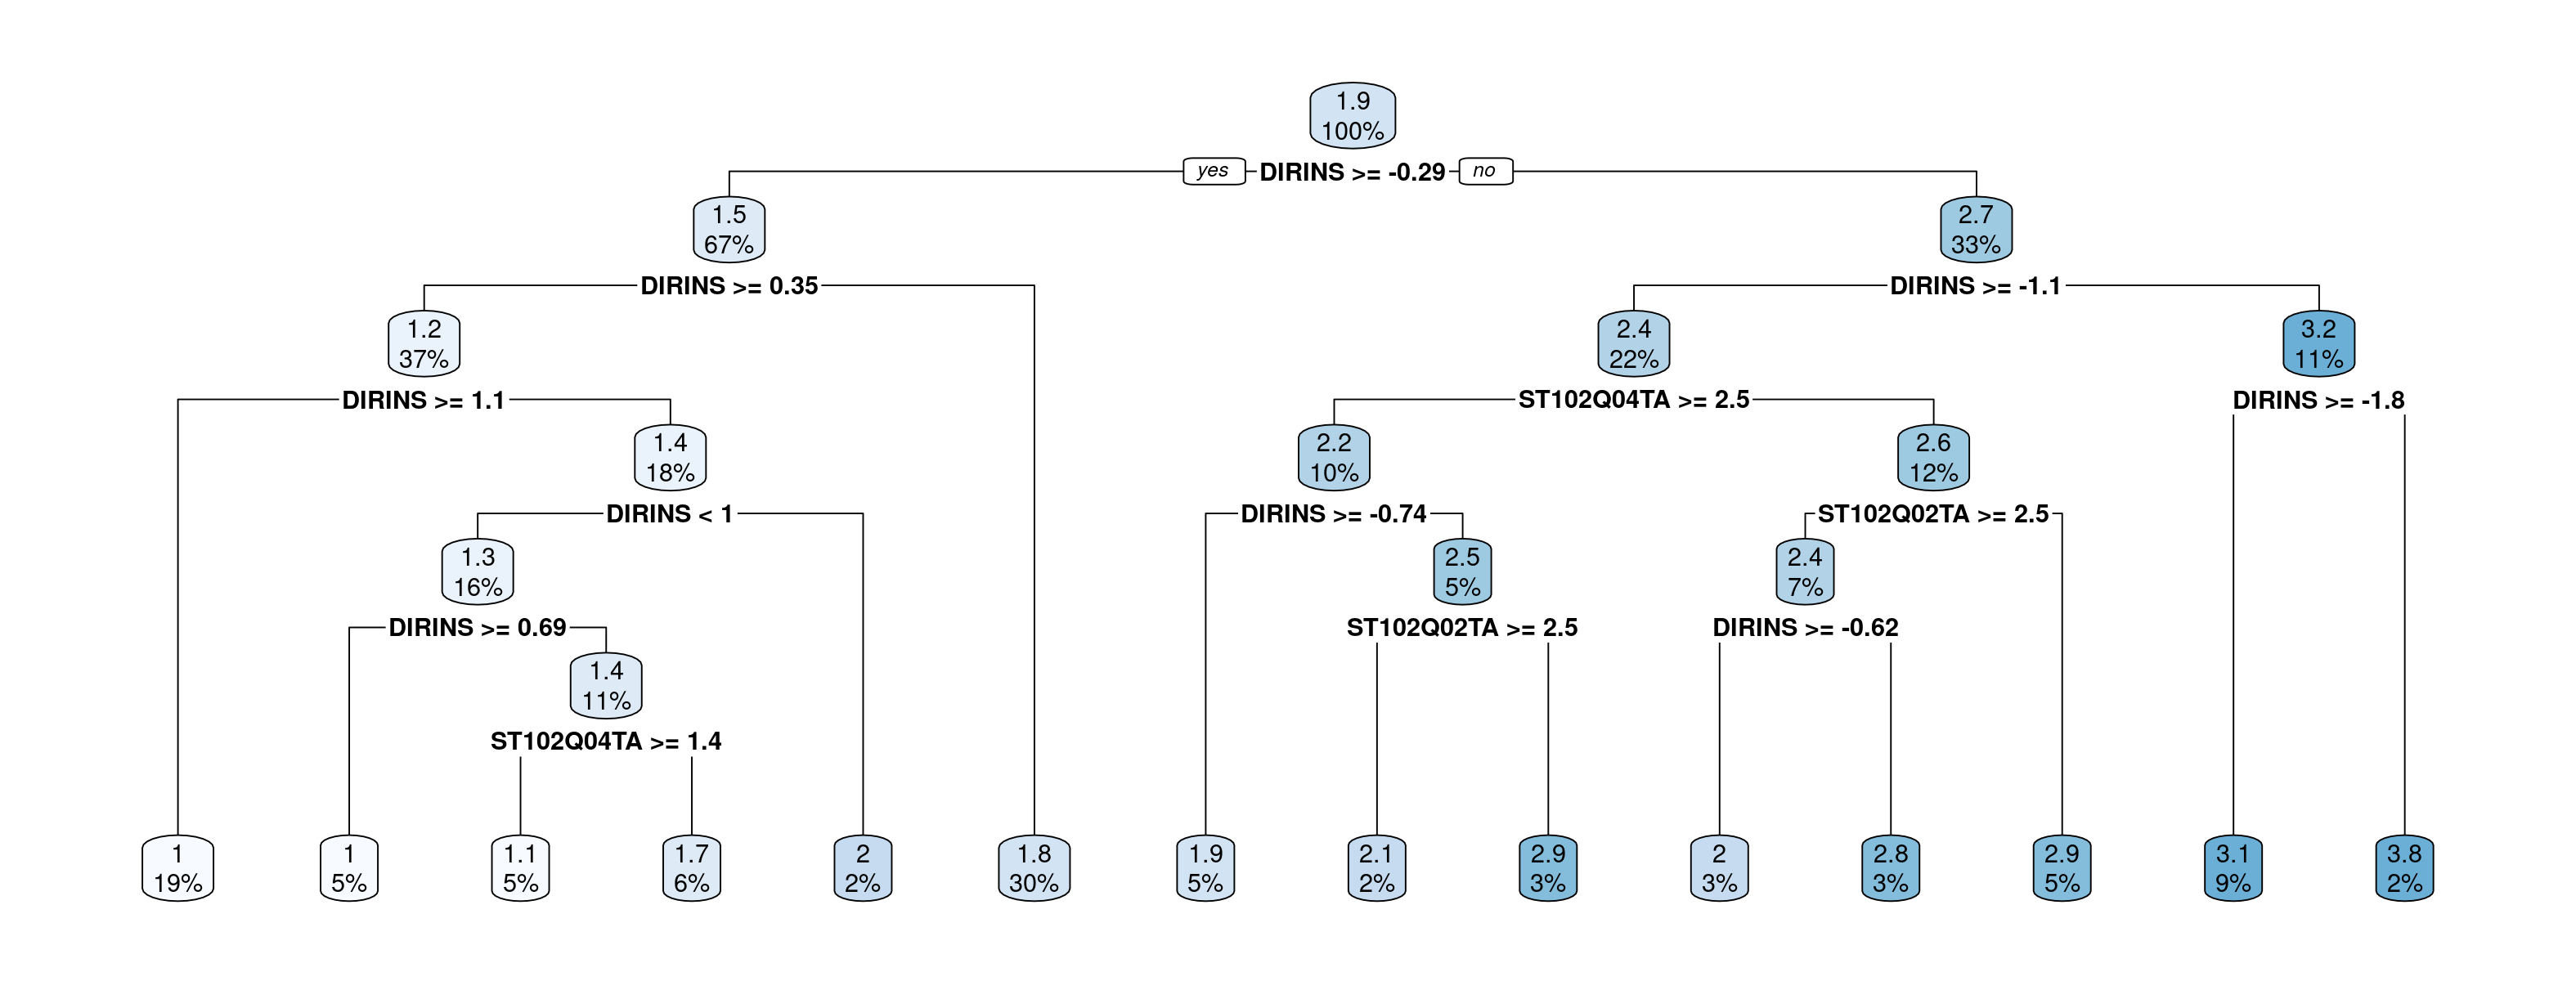 1.9
100%
yes DIRINS >= -0.29 no
1.5 2.7
67% 33%
DIRINS >= 0.35 DIRINS >= -1.1
1.2 2.4 3.2
37% 22% 11%
DIRINS >= 1.1 ST102Q04TA >= 2.5 DIRINS >= -1.8
1.4 2.2 2.6
18% 10% 12%
DIRINS < 1 DIRINS >= -0.74 ST102Q02TA >= 2.5
1.3 2.5 2.4
16% 5% 7%
DIRINS >= 0.69 ST102Q02TA >= 2.5 DIRINS >= -0.62
1.4
11%
ST102Q04TA >= 1.4
1 1 1.1 1.7 2 1.8 1.9 2.1 2.9 2 2.8 2.9 3.1 3.8
19% 5% 5% 6% 2% 30% 5% 2% 3% 3% 3% 5% 9% 2%